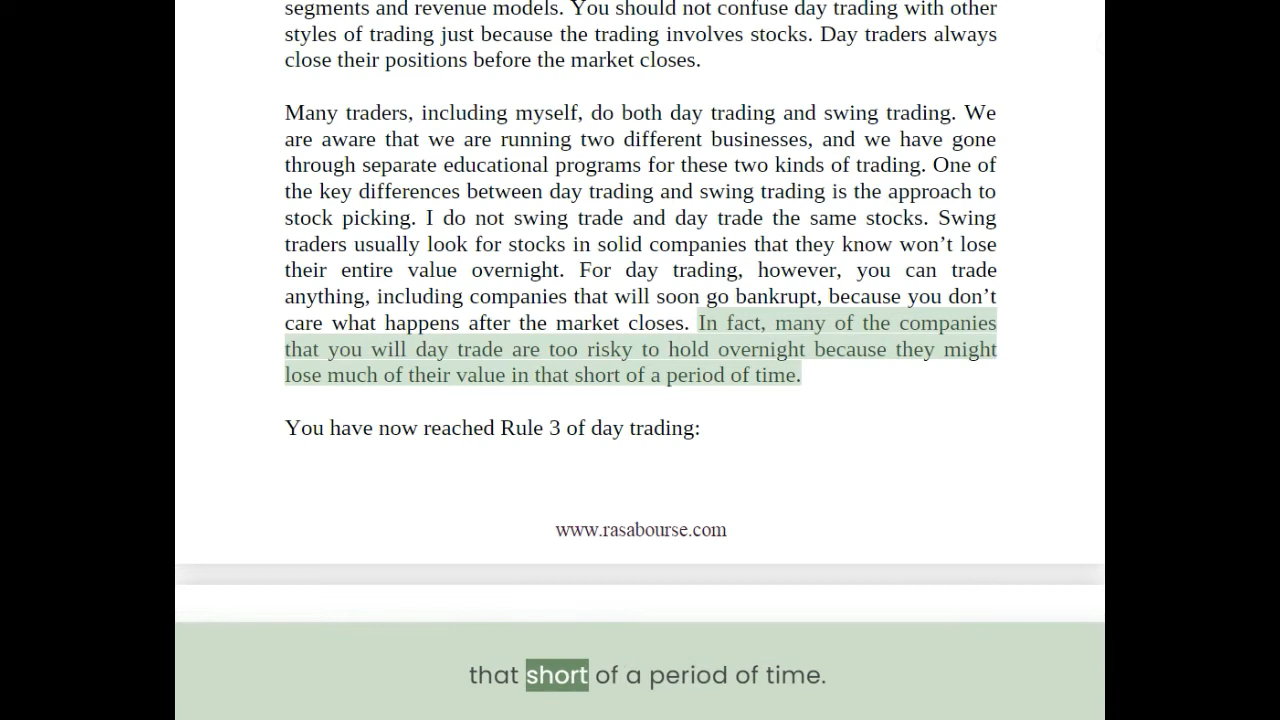 segments and revenue models. You should not confuse day trading with other
styles of trading just because the trading involves stocks. Day traders always
close their positions before the market closes.
Many traders, including myself, do both day trading and swing trading. We
are aware that we are running two different businesses, and we have gone
through separate educational programs for these two kinds of trading. One of
the key differences between day trading and swing trading is the approach to
stock picking. I do not swing trade and day trade the same stocks. Swing
traders usually look for stocks in solid companies that they know won’t lose
their entire value overnight. For day trading, however, you can trade
anything, including companies that will soon go bankrupt, because you don’t
care what happens after the market closes. In fact, many of the companies
that you will day trade are too risky to hold overnight because they might
lose much of their value in that short of a period of time.
You have now reached Rule 3 of day trading:
www.rasabourse.com
that short of a period of time.